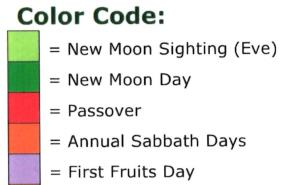 Color Code:
= New Moon Sighting (Eve)
= New Moon Day
= Passover
= Annual Sabbath Days
= First Fruits Day